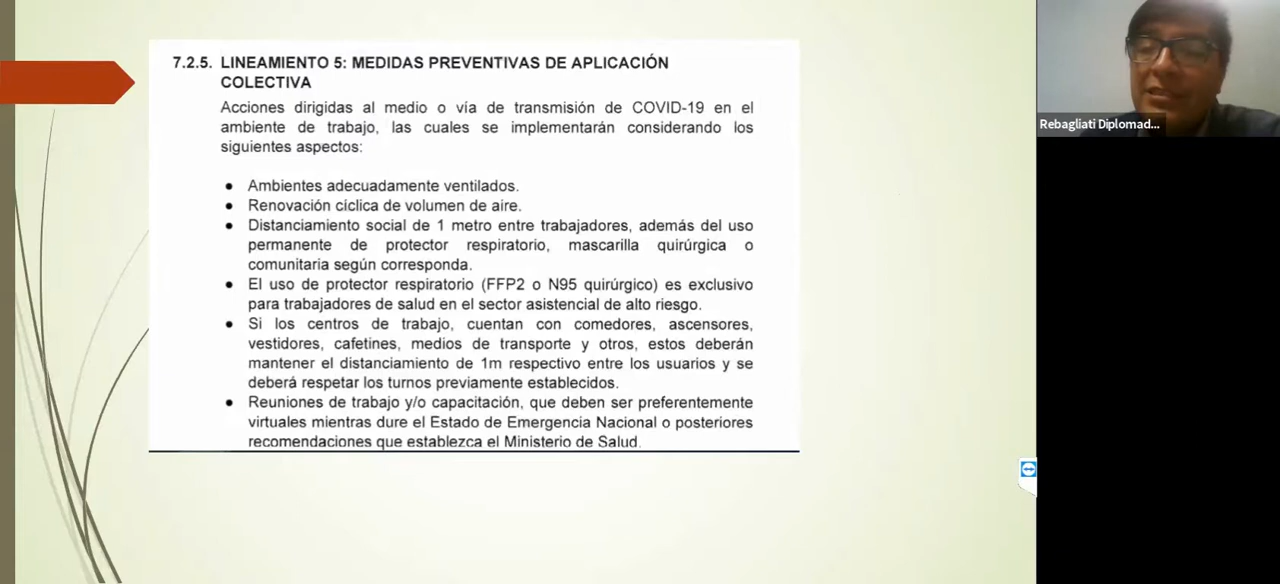 7.2.5. LINEAMIENTO 5: MEDIDAS PREVENTIVAS DE APLICACIÓN
COLECTIVA
Acciones dirigidas al medio o vía de transmisión de COVID-19 en el
ambiente de trabajo, las cuales se implementarán considerando los
siguientes aspectos:
● Ambientes adecuadamente ventilados.
● Renovación cíclica de volumen de aire.
● Distanciamiento social de 1 metro entre trabajadores, además del uso
permanente de protector respiratorio, mascarilla quirúrgica o
comunitaria según corresponda.
● El uso de protector respiratorio (FFP2 o N95 quirúrgico) es exclusivo
para trabajadores de salud en el sector asistencial de alto riesgo.
● Si los centros de trabajo, cuentan con comedores, ascensores,
vestidores, cafetines, medios de transporte y otros, estos deberán
mantener el distanciamiento de 1m respectivo entre los usuarios y se
deberá respetar los turnos previamente establecidos.
● Reuniones de trabajo y/o capacitación, que deben ser preferentemente
virtuales mientras dure el Estado de Emergencia Nacional o posteriores
recomendaciones que establezca el Ministerio de Salud.
Rebagliati Diplomad...